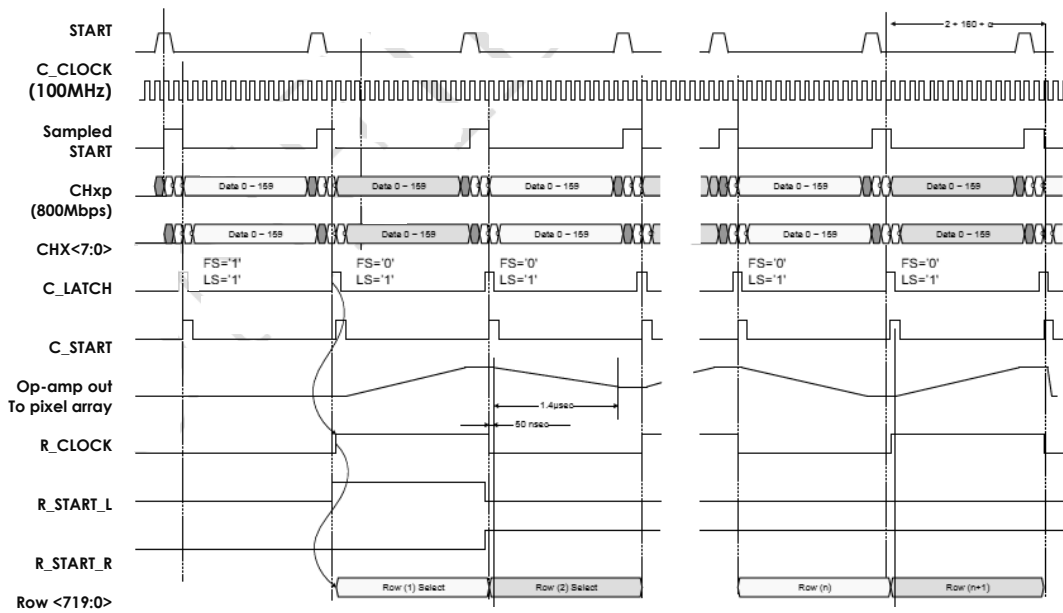 START
2 + 160 + α
C_CLOCK
(100MHz)
Sampled
START
CHxp
(800Mbps)
Data 0 – 159
Data 0 – 159
Data 0 – 159
Data 0 – 159
Data 0 – 159
CHX<7:0>
Data 0 – 159
Data 0 – 159
Data 0 – 159
Data 0 – 159
Data 0 – 159
FS='1'
LS='1'
FS='0'
LS='1'
FS='0'
LS='1'
FS='0'
LS='1'
FS='0'
LS='1'
C_LATCH
C_START
Op-amp out
To pixel array
1.4μsec
50 nsec
R_CLOCK
R_START_L
R_START_R
Row (1) Select
Row (2) Select
Row (n)
Row (n+1)
Row <719:0>